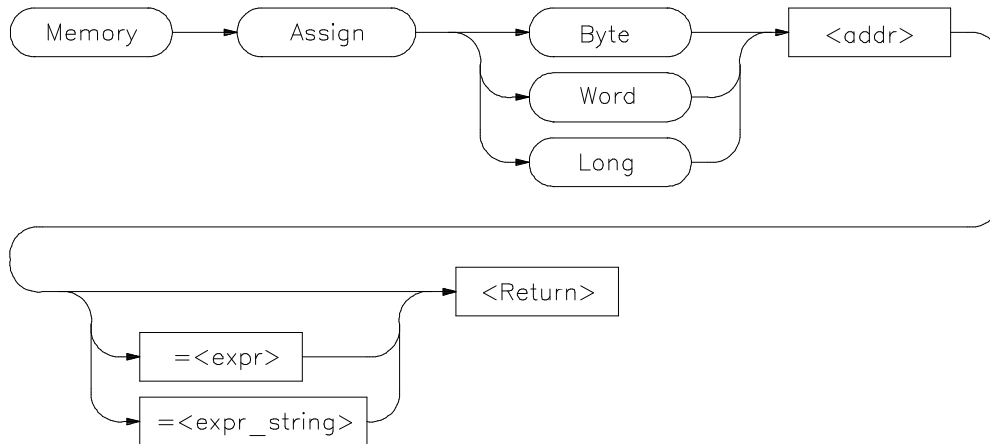 Memory Assign Byte <addr>
Word
Long
<Return>
=<expr>
=<expr_string>